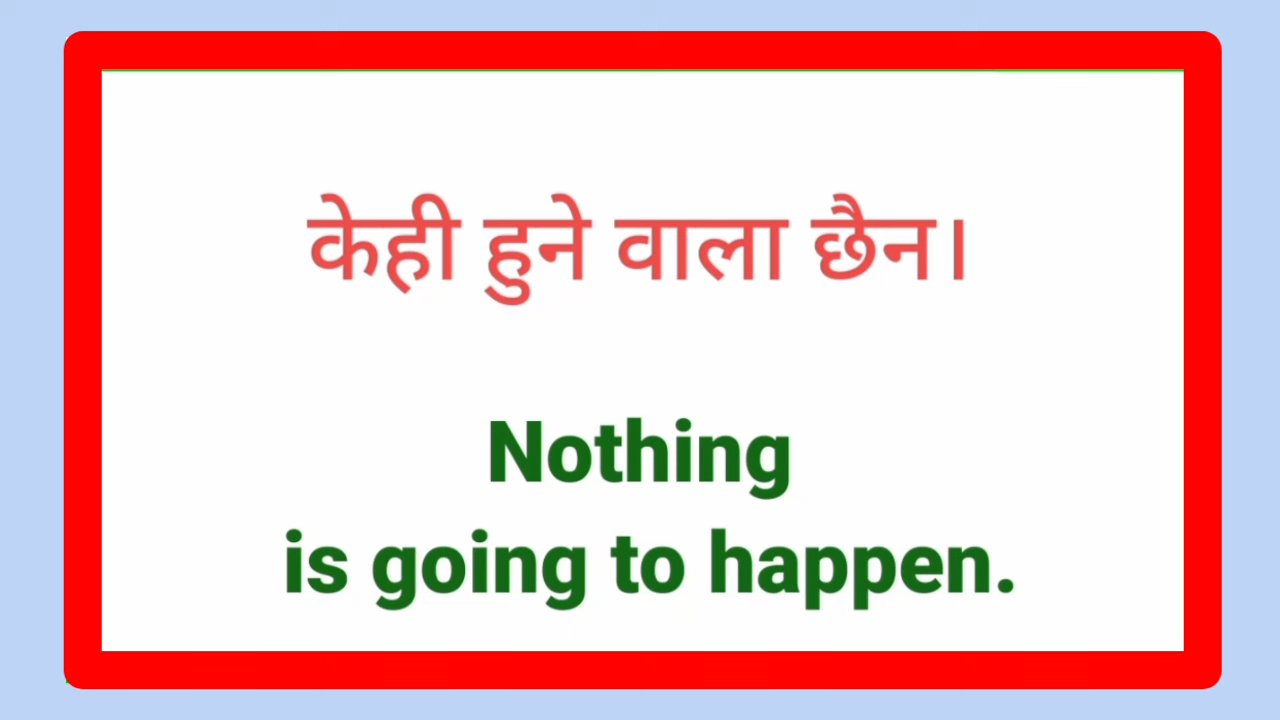 केही हुने वाला छैन।
Nothing
is going to happen.